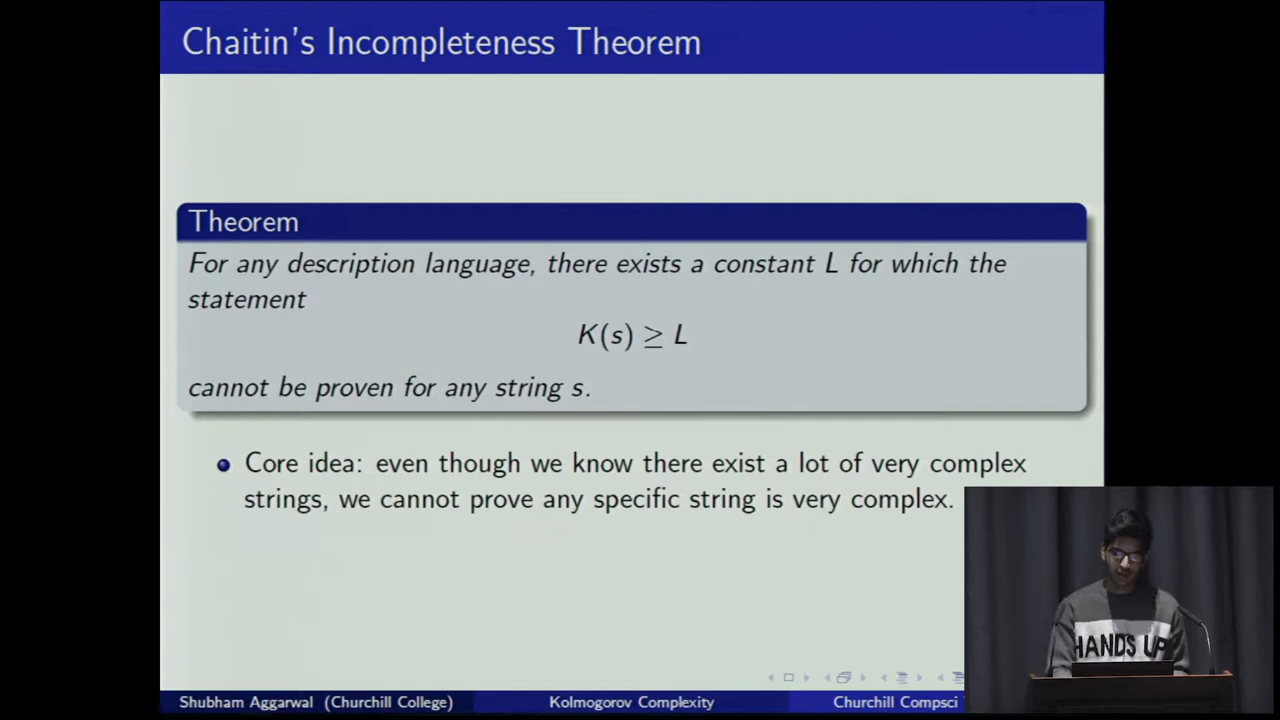 Chaitin's Incompleteness Theorem
Theorem
For any description language, there exists a constant L for which the
statement
K(s) ≥ L
cannot be proven for any string s.
Core idea: even though we know there exist a lot of very complex
strings, we cannot prove any specific string is very complex.
HANDS UP
Shubham Aggarwal (Churchill College) Kolmogorov Complexity Churchill Compsci